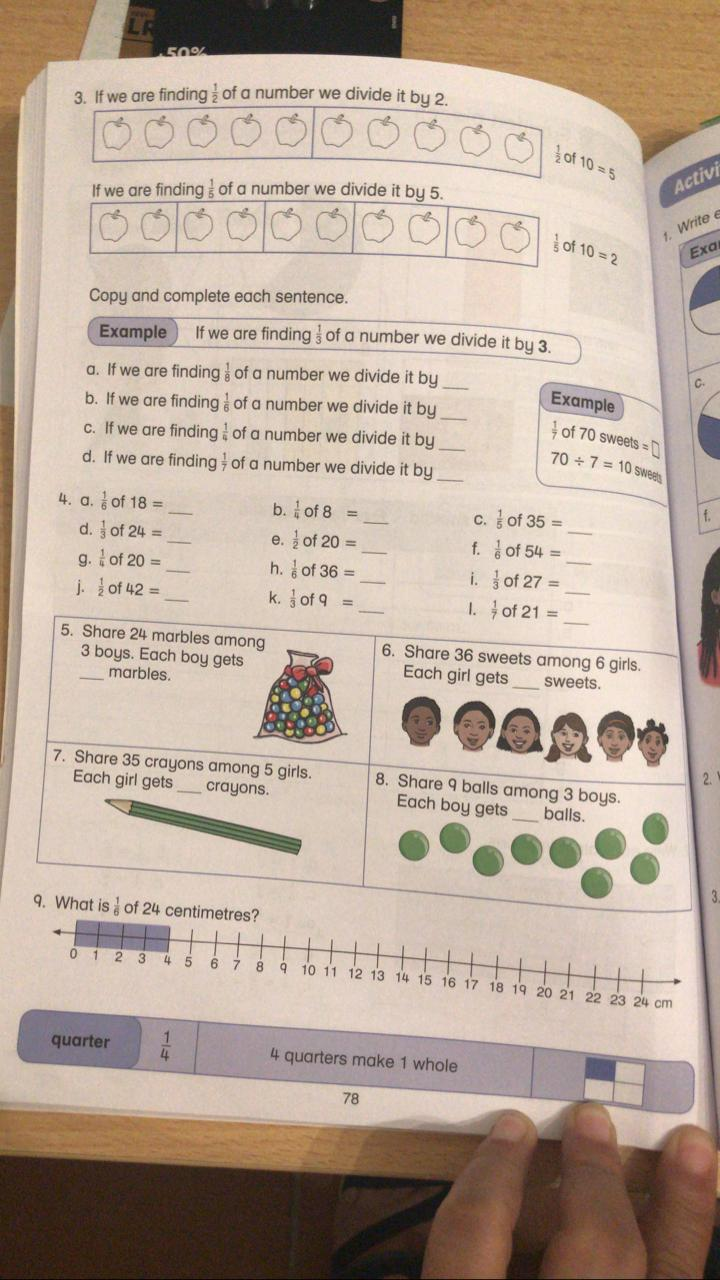 LR
+50%
3. If we are finding 1/2 of a number we divide it by 2.
1/2 of 10 = 5
If we are finding 1/5 of a number we divide it by 5.
1/5 of 10 = 2
Copy and complete each sentence.
Example If we are finding 1/3 of a number we divide it by 3.
a. If we are finding 1/8 of a number we divide it by ___
b. If we are finding 1/6 of a number we divide it by ___
c. If we are finding 1/4 of a number we divide it by ___
d. If we are finding 1/7 of a number we divide it by ___
Example
1/7 of 70 sweets = □
70 ÷ 7 = 10 sweets
4. a. 1/6 of 18 = ___ b. 1/4 of 8 = ___ c. 1/5 of 35 = ___
d. 1/3 of 24 = ___ e. 1/2 of 20 = ___ f. 1/6 of 54 = ___
g. 1/4 of 20 = ___ h. 1/6 of 36 = ___ i. 1/3 of 27 = ___
j. 1/2 of 42 = ___ k. 1/3 of 9 = ___ l. 1/7 of 21 = ___
5. Share 24 marbles among
3 boys. Each boy gets
___ marbles.
6. Share 36 sweets among 6 girls.
Each girl gets ___ sweets.
7. Share 35 crayons among 5 girls.
Each girl gets ___ crayons.
8. Share 9 balls among 3 boys.
Each boy gets ___ balls.
9. What is 1/6 of 24 centimetres?
0 1 2 3 4 5 6 7 8 9 10 11 12 13 14 15 16 17 18 19 20 21 22 23 24 cm
quarter 1/4 4 quarters make 1 whole
78
Activi
1. Write e
Exa
c.
f.
2.
3.